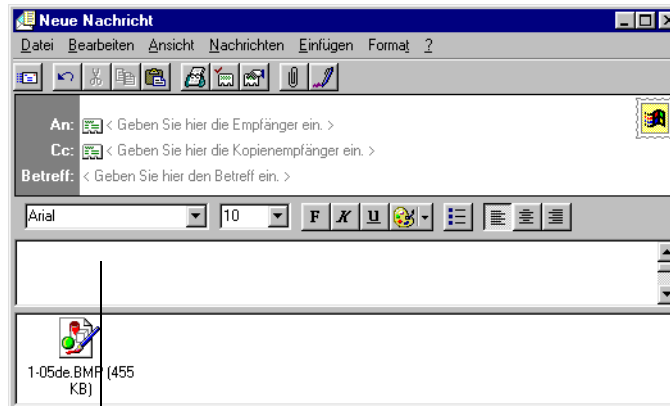 Neue Nachricht
Datei Bearbeiten Ansicht Nachrichten Einfügen Format ?
An: < Geben Sie hier die Empfänger ein. >
Cc: < Geben Sie hier die Kopienempfänger ein. >
Betreff: < Geben Sie hier den Betreff ein. >
Arial 10 F K U
1-05de.BMP (455
KB)